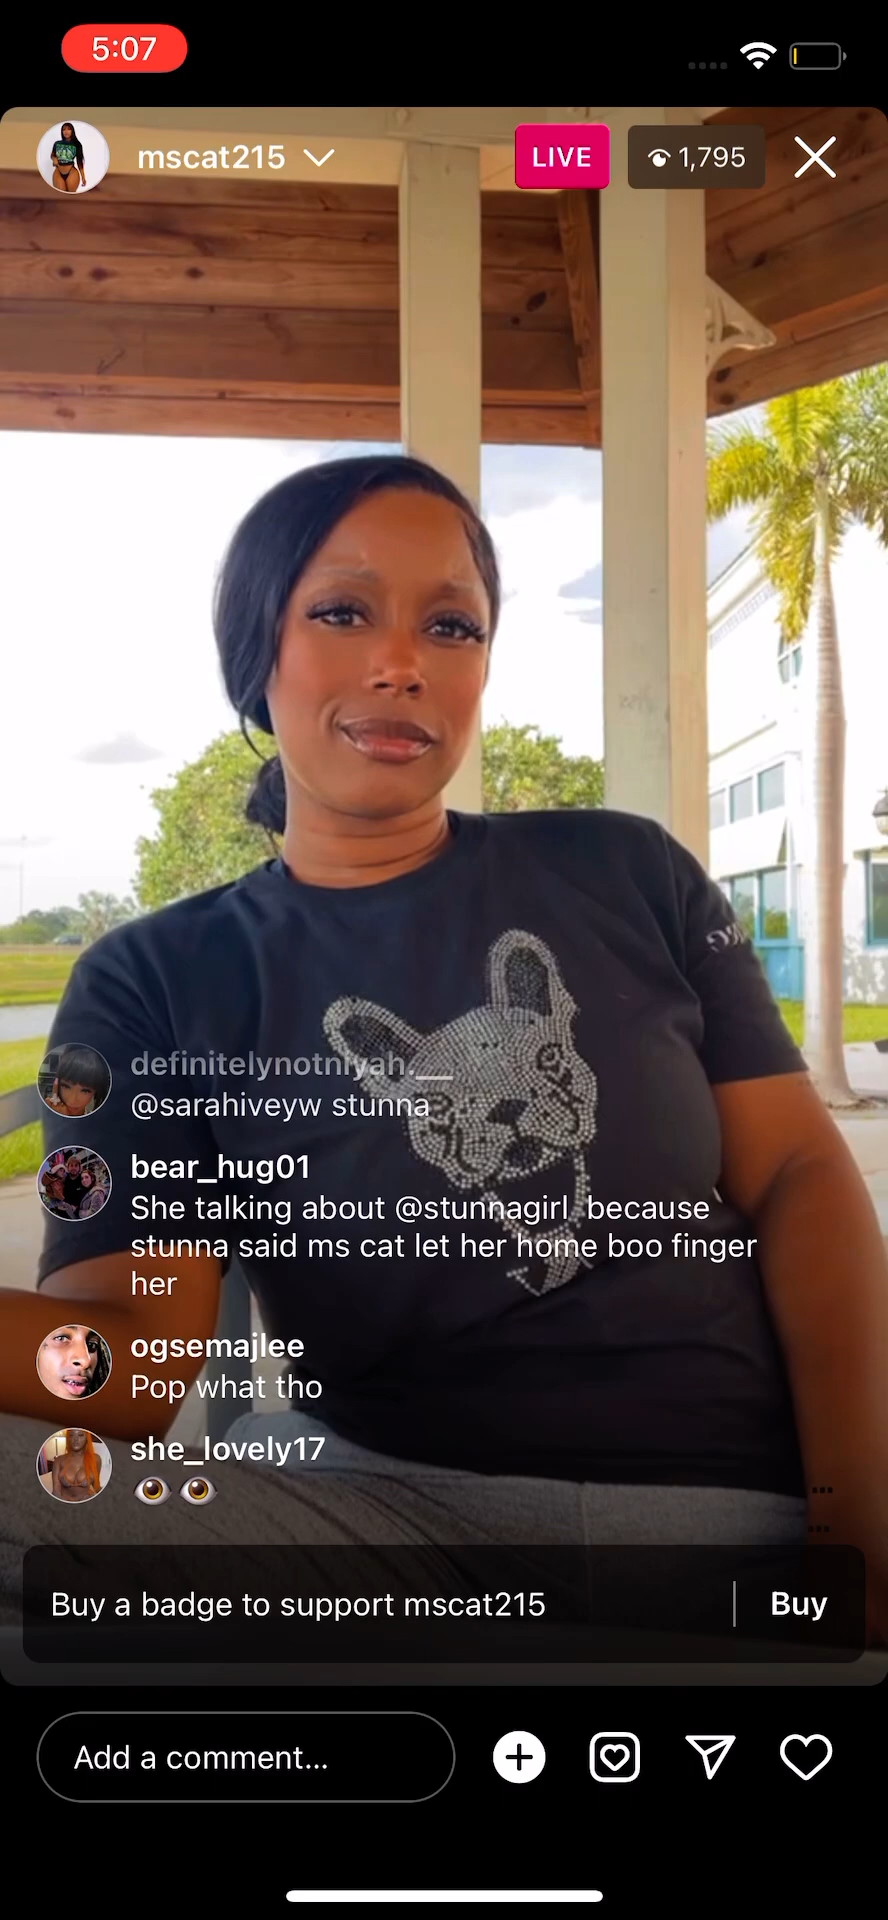 5:07
mscat215
LIVE
1,795
definitelynotniyah.___
@sarahiveyw stunna
bear_hug01
She talking about @stunnagirl because
stunna said ms cat let her home boo finger
her
ogsemajlee
Pop what tho
she_lovely17
👁️👁️
Buy a badge to support mscat215
Buy
Add a comment...